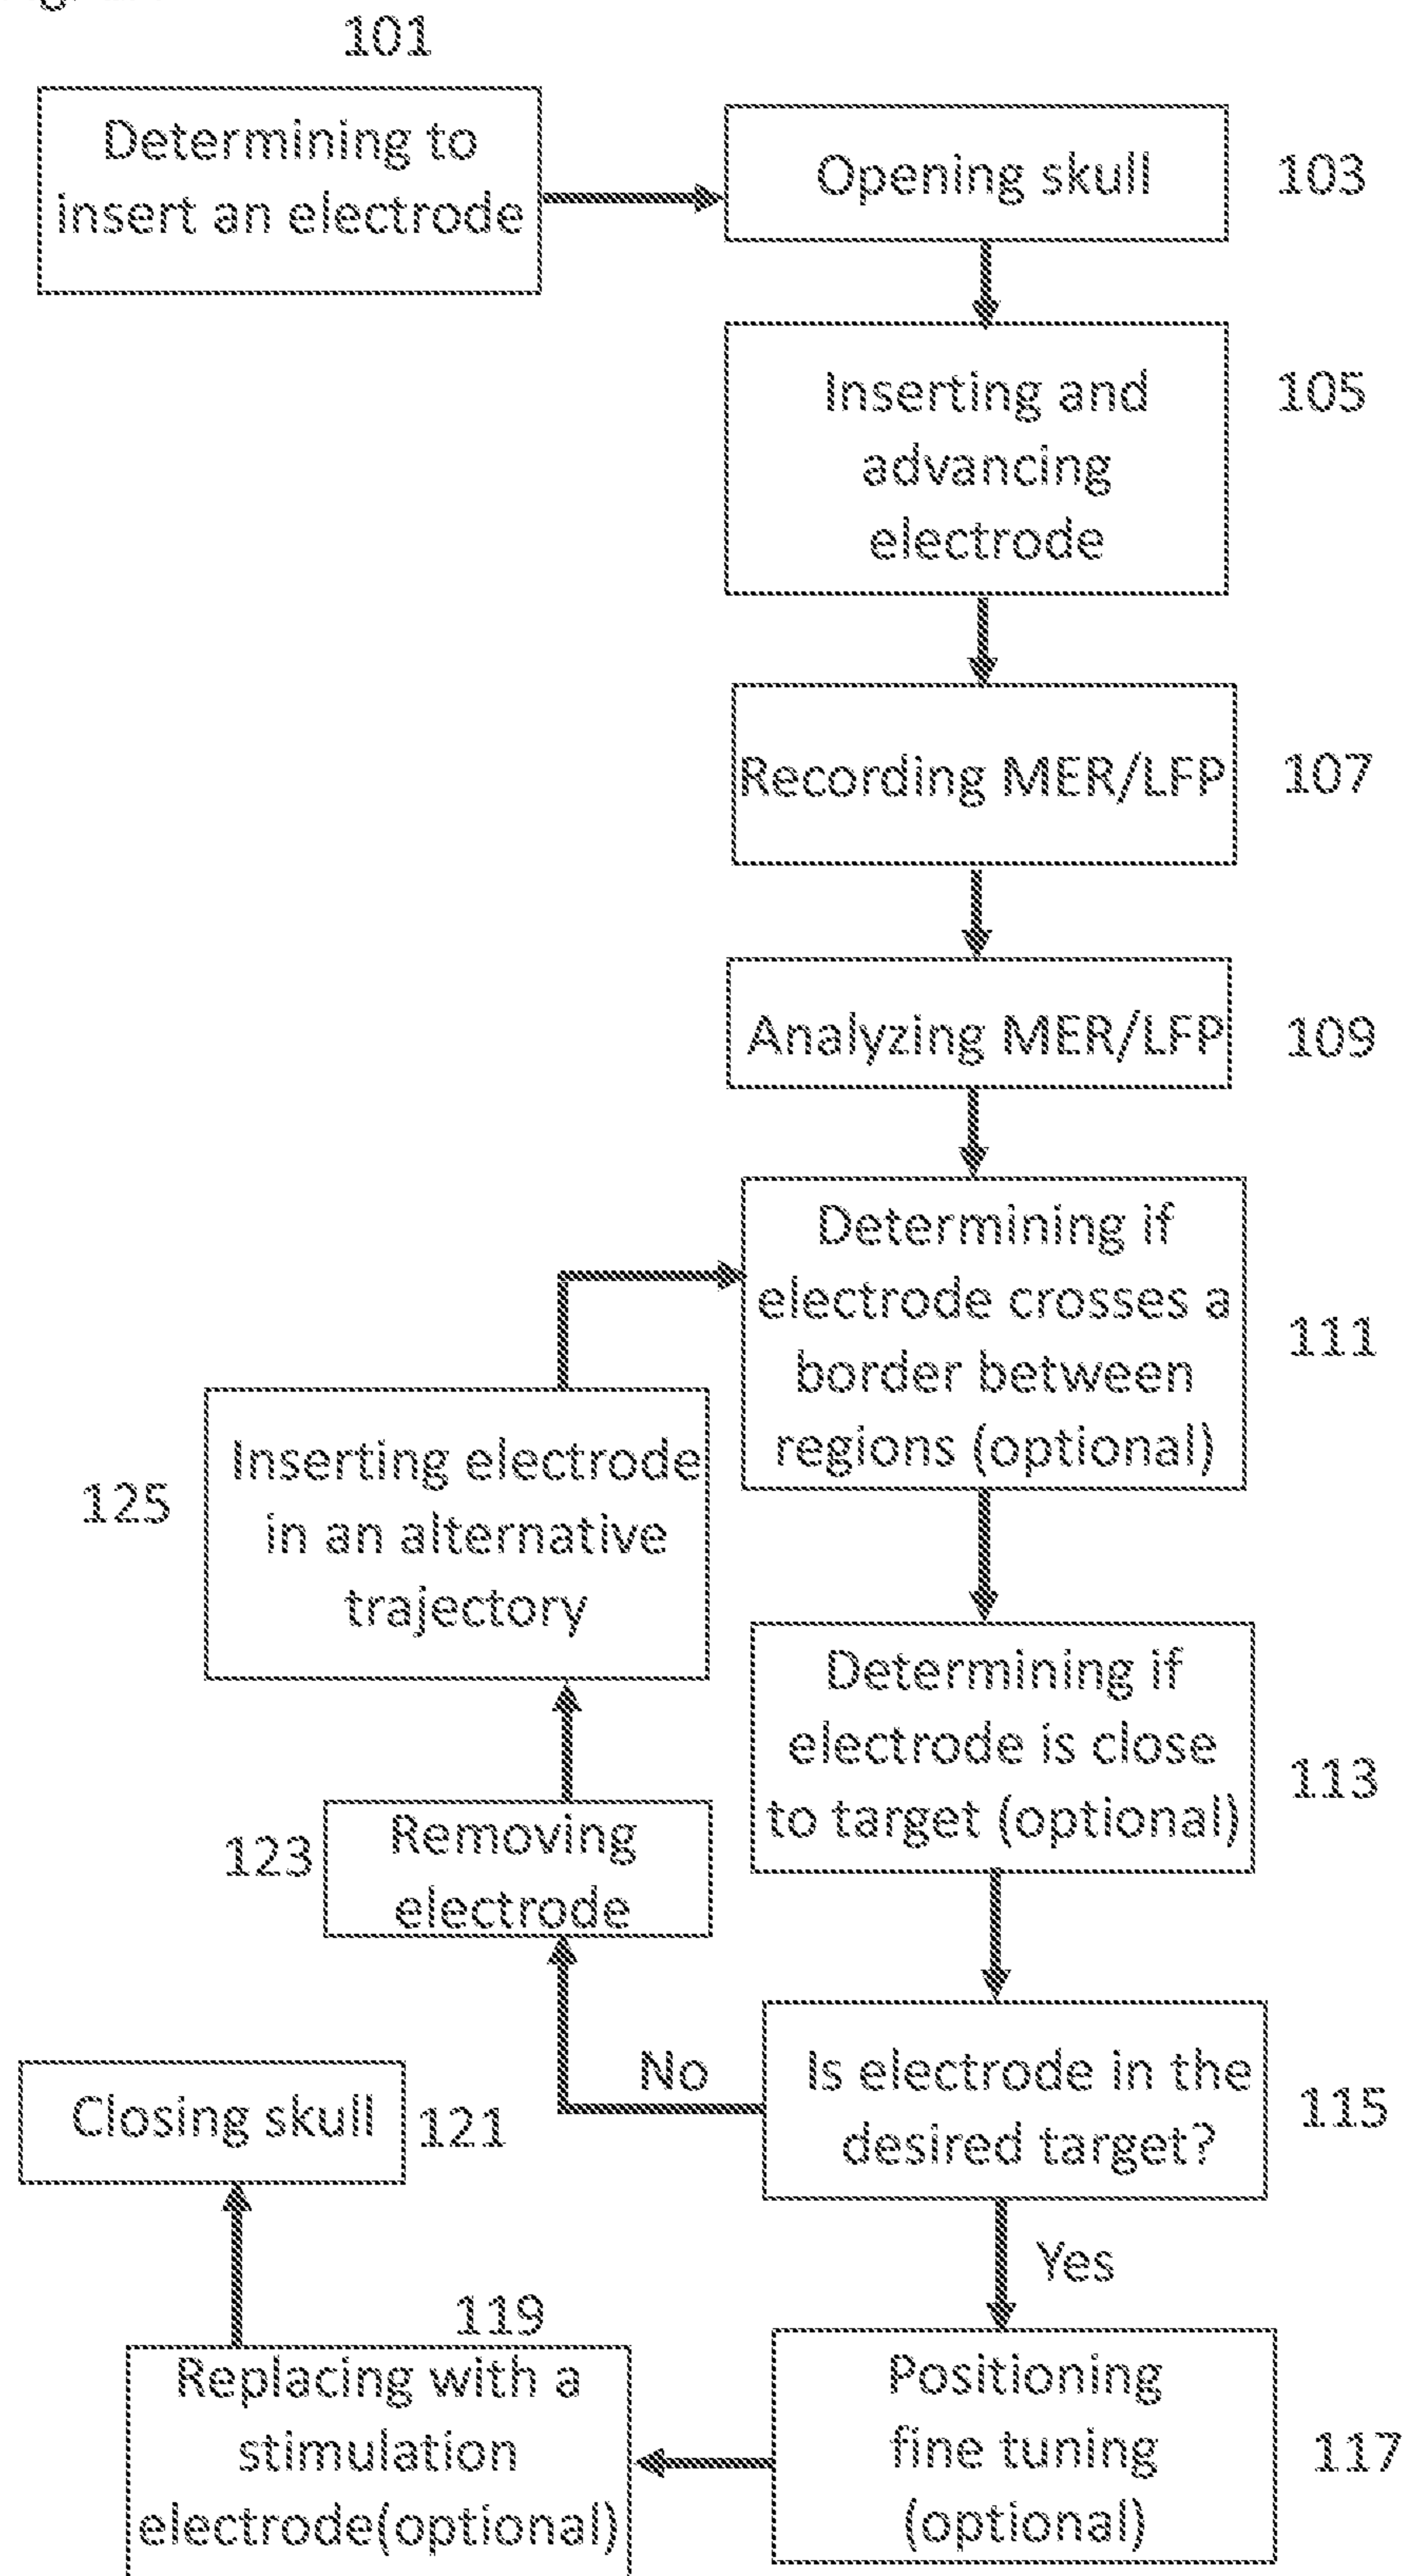 101
Determining to
insert an electrode
Opening skull
103
Inserting and
advancing
electrode
105
Recording MER/LFP
107
Analyzing MER/LFP
109
Determining if
electrode crosses a
border between
regions (optional)
111
Inserting electrode
in an alternative
trajectory
125
Determining if
electrode is close
to target (optional)
113
Removing
electrode
123
Is electrode in the
desired target?
115
No
Closing skull
121
Yes
119
Replacing with a
stimulation
electrode(optional)
Positioning
fine tuning
(optional)
117